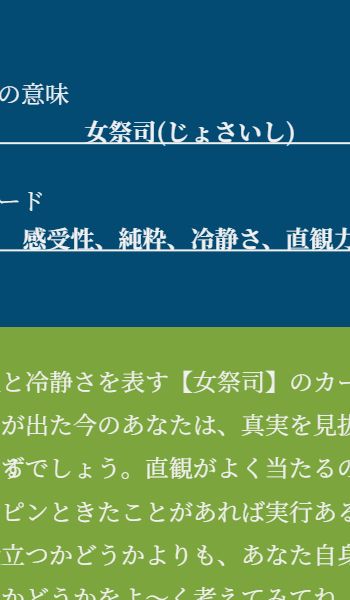 の意味
女祭司(じょさいし)
ード
感受性、純粋、冷静さ、直観力
と冷静さを表す【女祭司】のカー
が出た今のあなたは、真実を見抜
ずでしょう。直観がよく当たるの
ピンときたことがあれば実行ある
立つかどうかよりも、あなた自身
かどうかをよ〜く考えてみてね